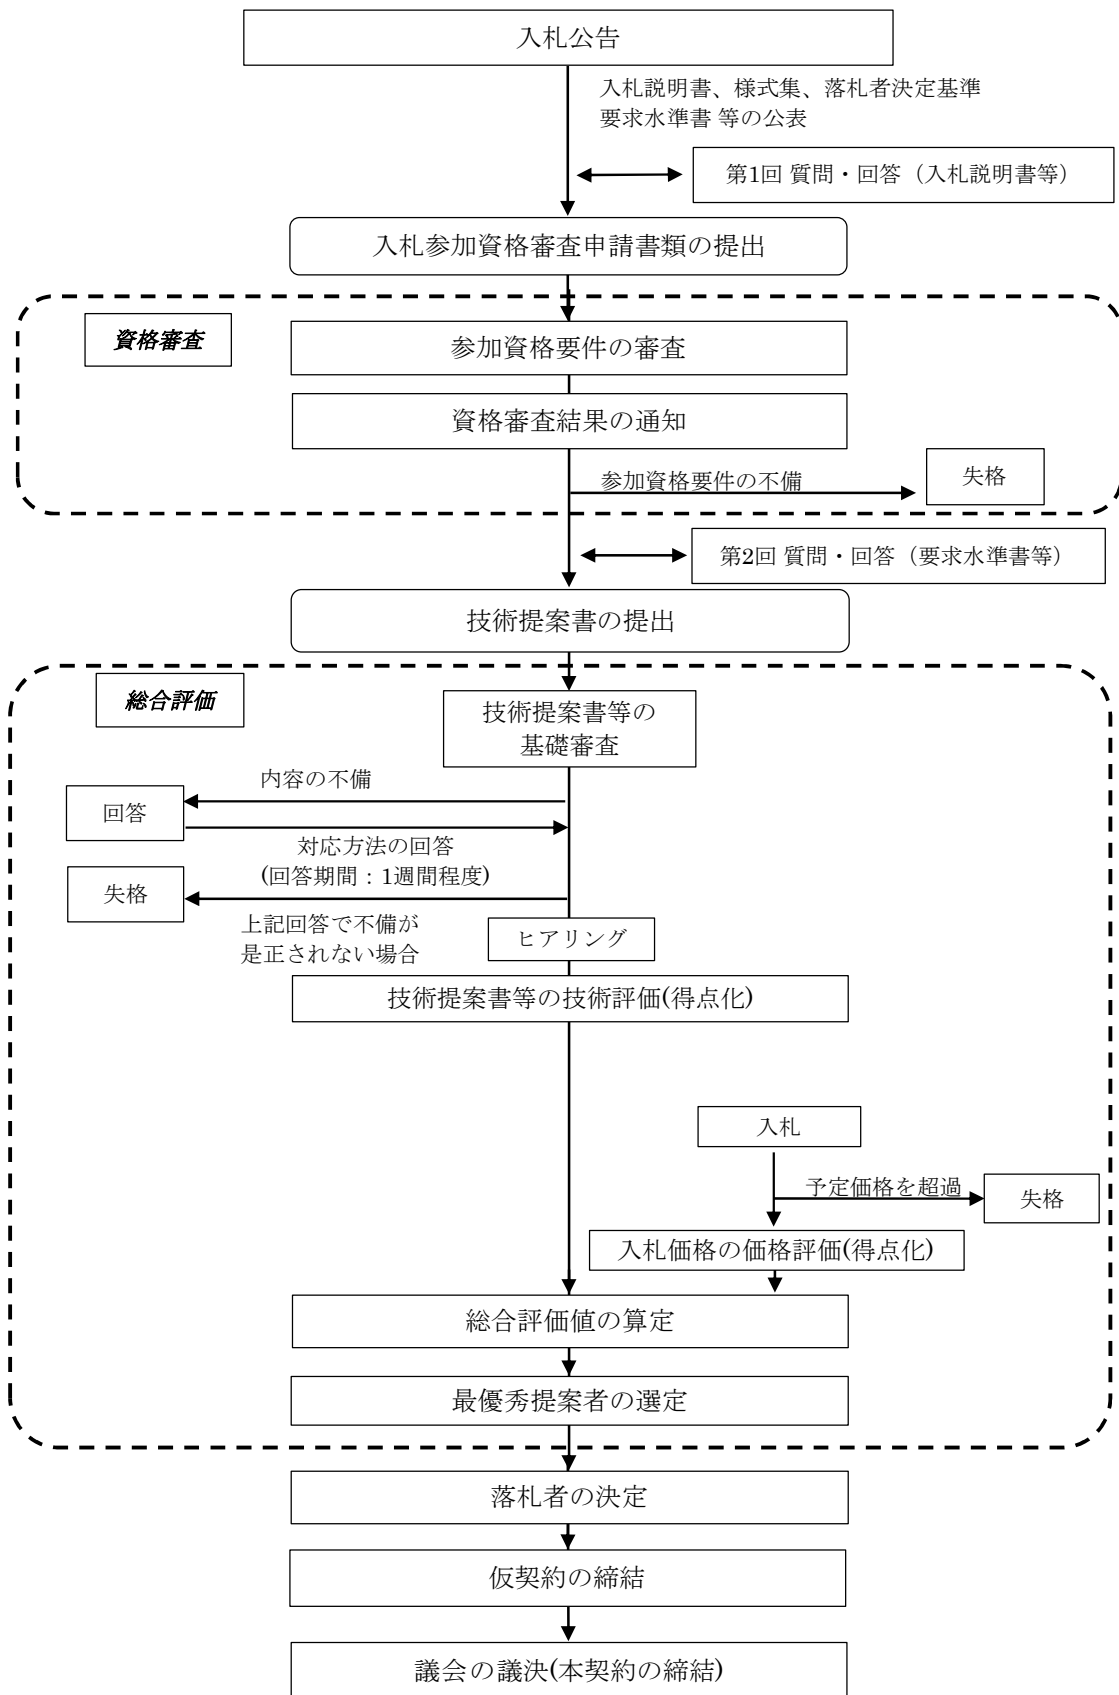 入札公告
入札説明書、様式集、落札者決定基準
要求水準書 等の公表
第1回 質問・回答（入札説明書等）
入札参加資格審査申請書類の提出
資格審査
参加資格要件の審査
資格審査結果の通知
参加資格要件の不備
失格
第2回 質問・回答（要求水準書等）
技術提案書の提出
総合評価
技術提案書等の
基礎審査
内容の不備
回答
対応方法の回答
(回答期間：1週間程度)
失格
上記回答で不備が
是正されない場合
ヒアリング
技術提案書等の技術評価(得点化)
入札
予定価格を超過
失格
入札価格の価格評価(得点化)
総合評価値の算定
最優秀提案者の選定
落札者の決定
仮契約の締結
議会の議決(本契約の締結)